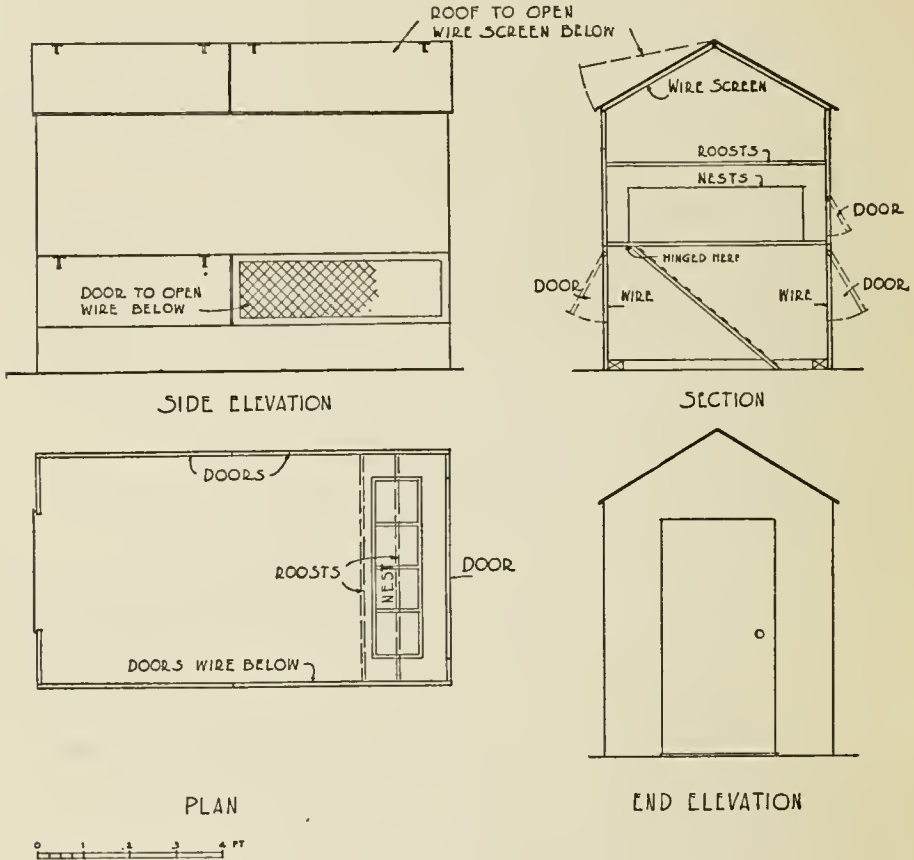 ROOF TO OPEN
WIRE SCREEN BELOW
WIRE SCREEN
ROOSTS
NESTS
DOOR
HINGED HERE
DOOR
DOOR
WIRE
WIRE
DOOR TO OPEN
WIRE BELOW
SIDE ELEVATION
SECTION
DOORS
ROOSTS
NEST
DOOR
DOORS WIRE BELOW
PLAN
END ELEVATION
0 1 2 3 4 FT